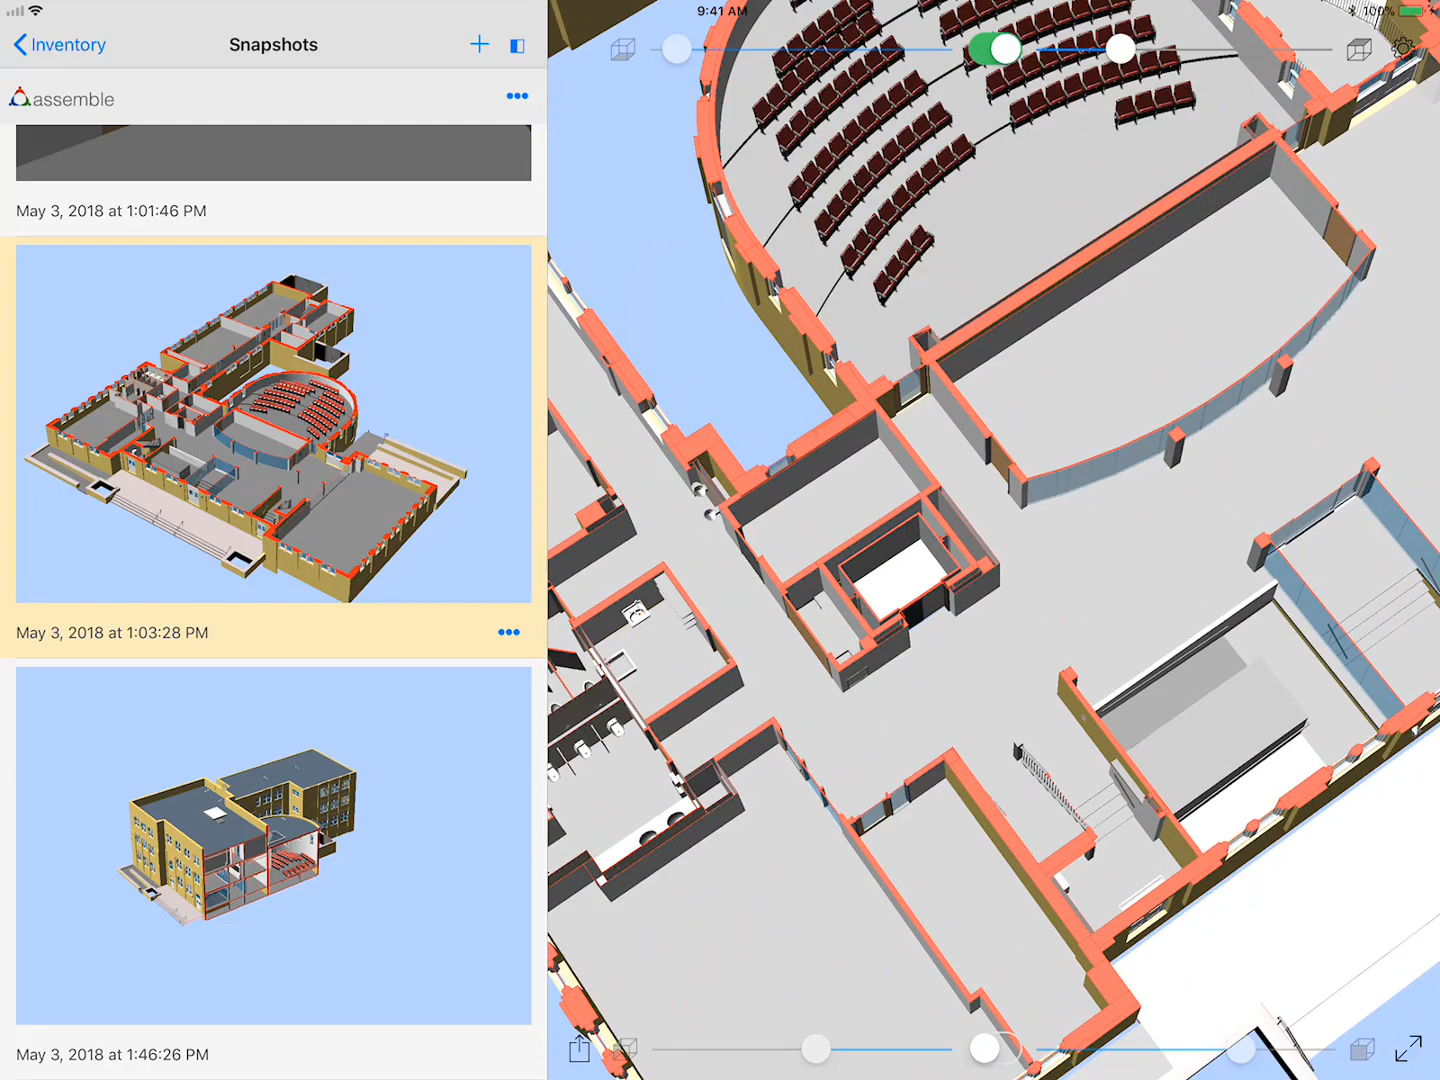 9:41 AM
100%
Inventory
Snapshots
assemble
May 3, 2018 at 1:01:46 PM
May 3, 2018 at 1:03:28 PM
May 3, 2018 at 1:46:26 PM